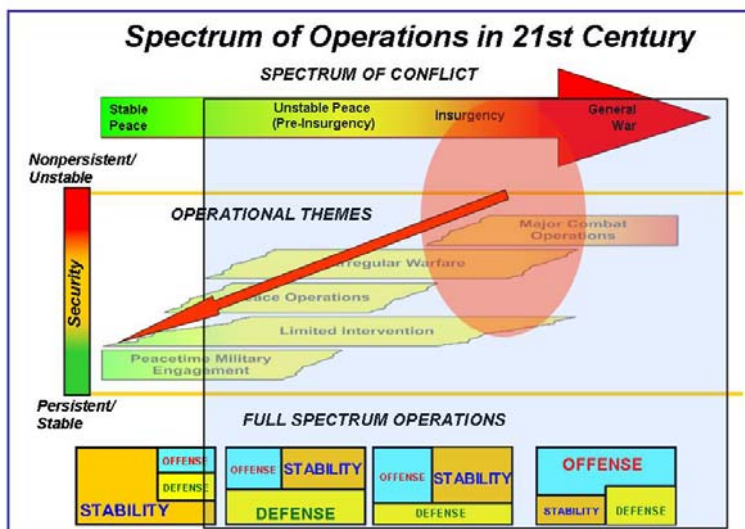 Spectrum of Operations in 21st Century
SPECTRUM OF CONFLICT
Stable
Peace
Unstable Peace
(Pre-Insurgency)
Insurgency
General
War
Nonpersistent/
Unstable
Security
Persistent/
Stable
OPERATIONAL THEMES
Major Combat
Operations
Irregular Warfare
Peace Operations
Limited Intervention
Peacetime Military
Engagement
FULL SPECTRUM OPERATIONS
OFFENSE
DEFENSE
STABILITY
OFFENSE
STABILITY
DEFENSE
OFFENSE
STABILITY
DEFENSE
OFFENSE
STABILITY
DEFENSE